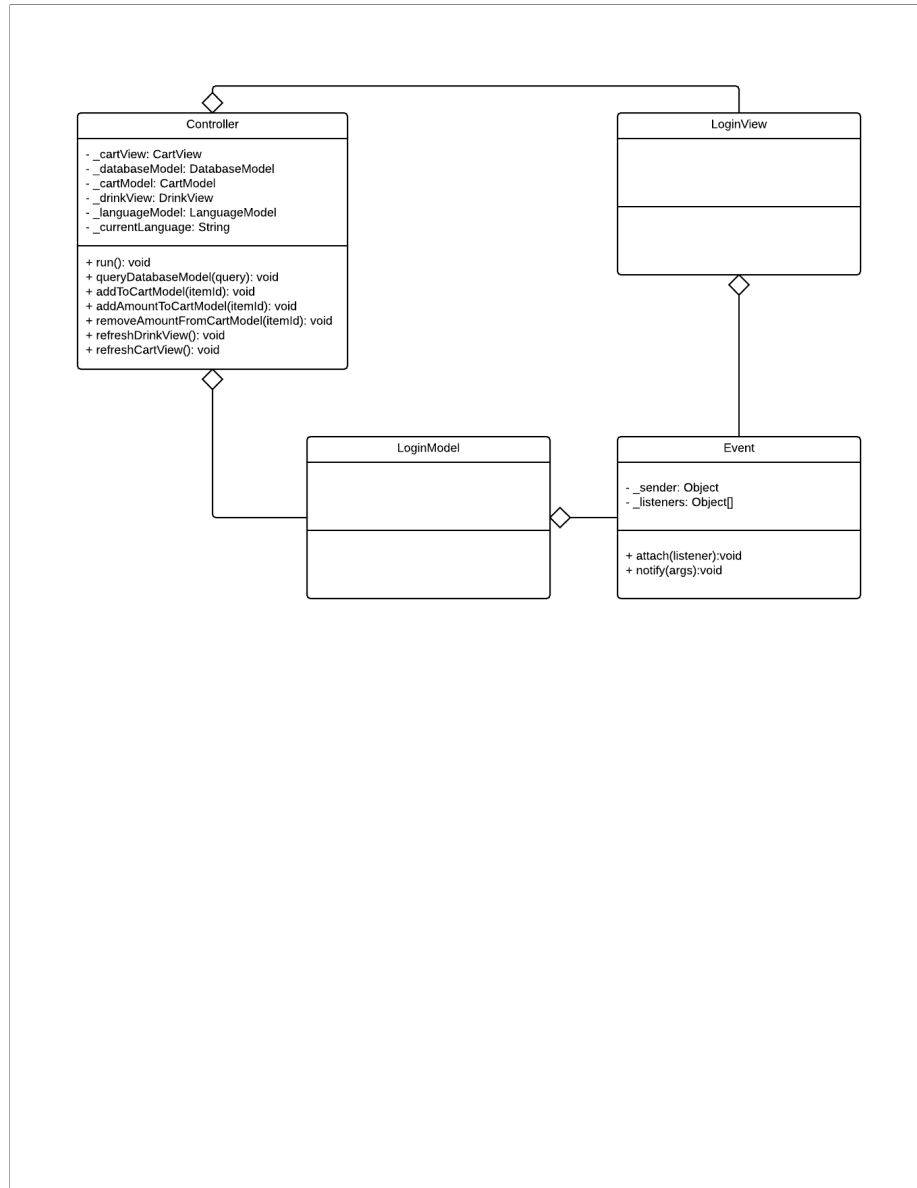 Controller
- _cartView: CartView
- _databaseModel: DatabaseModel
- _cartModel: CartModel
- _drinkView: DrinkView
- _languageModel: LanguageModel
- _currentLanguage: String
+ run(): void
+ queryDatabaseModel(query): void
+ addToCartModel(itemId): void
+ addAmountToCartModel(itemId): void
+ removeAmountFromCartModel(itemId): void
+ refreshDrinkView(): void
+ refreshCartView(): void
LoginView
LoginModel
Event
- _sender: Object
- _listeners: Object[]
+ attach(listener):void
+ notify(args):void